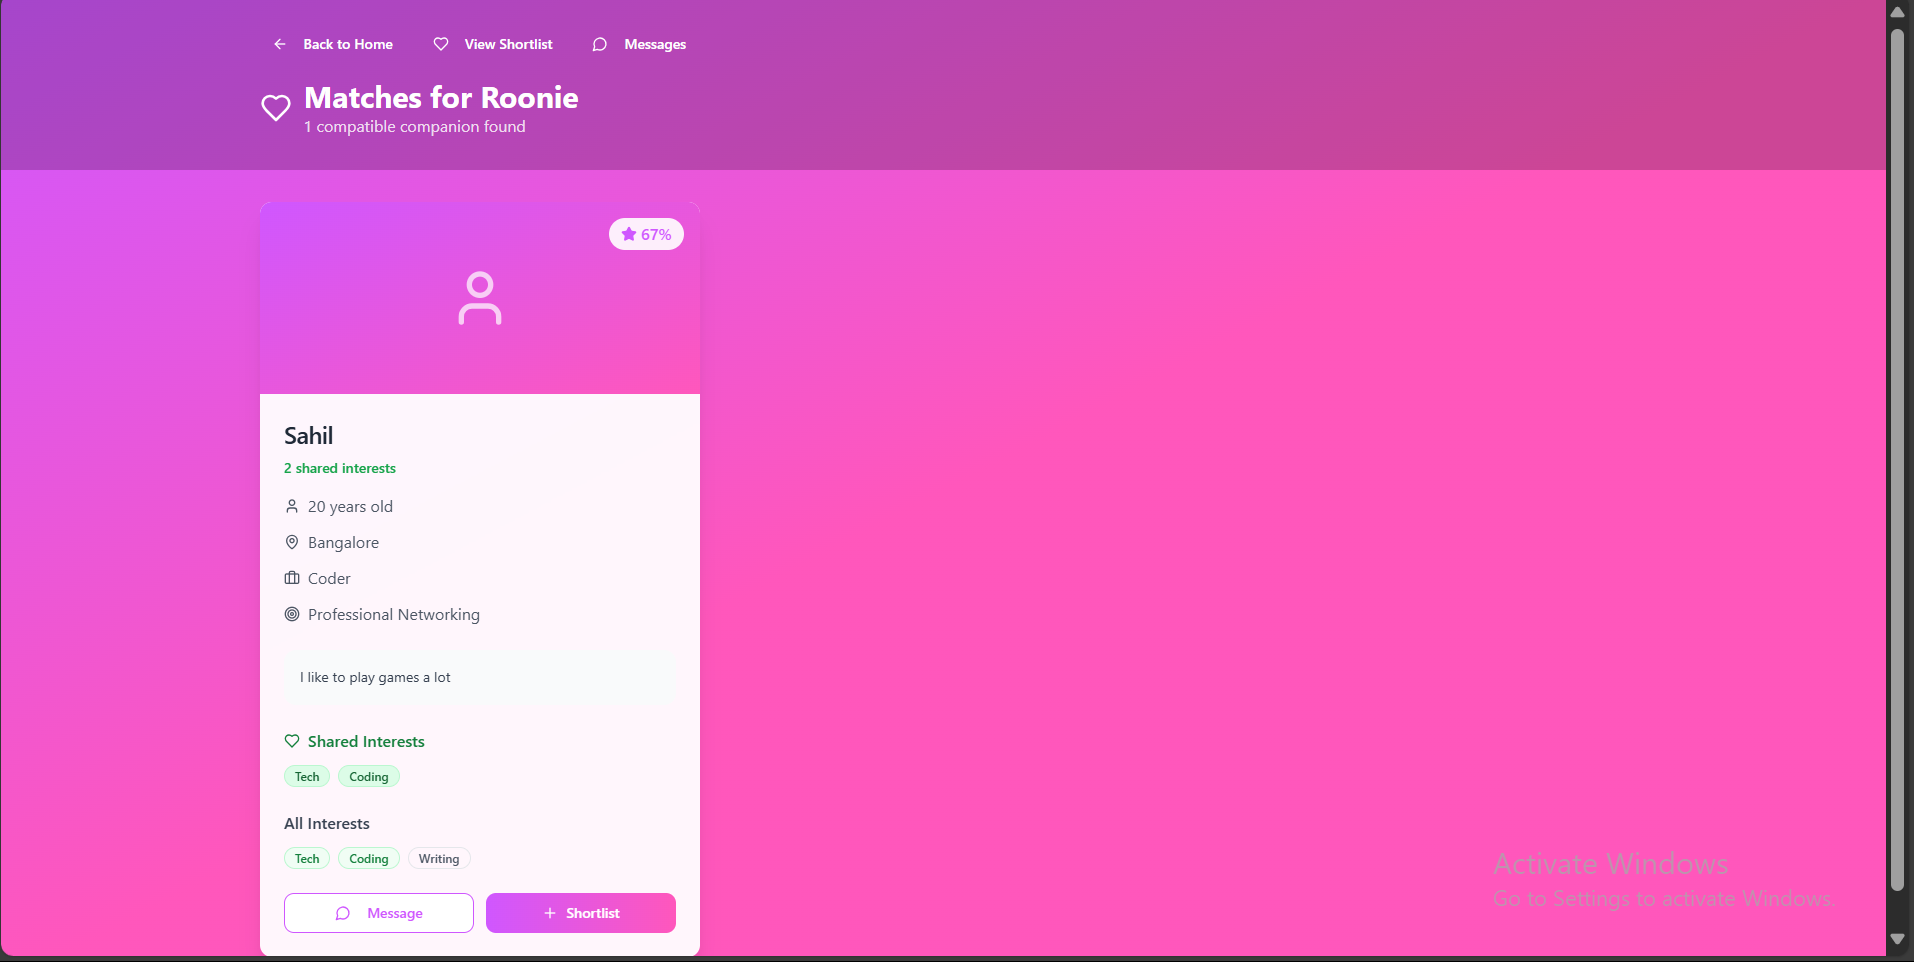 Back to Home View Shortlist Messages
Matches for Roonie
1 compatible companion found
67%
Sahil
2 shared interests
20 years old
Bangalore
Coder
Professional Networking
I like to play games a lot
Shared Interests
Tech Coding
All Interests
Tech Coding Writing
Message Shortlist
Activate Windows
Go to Settings to activate Windows.